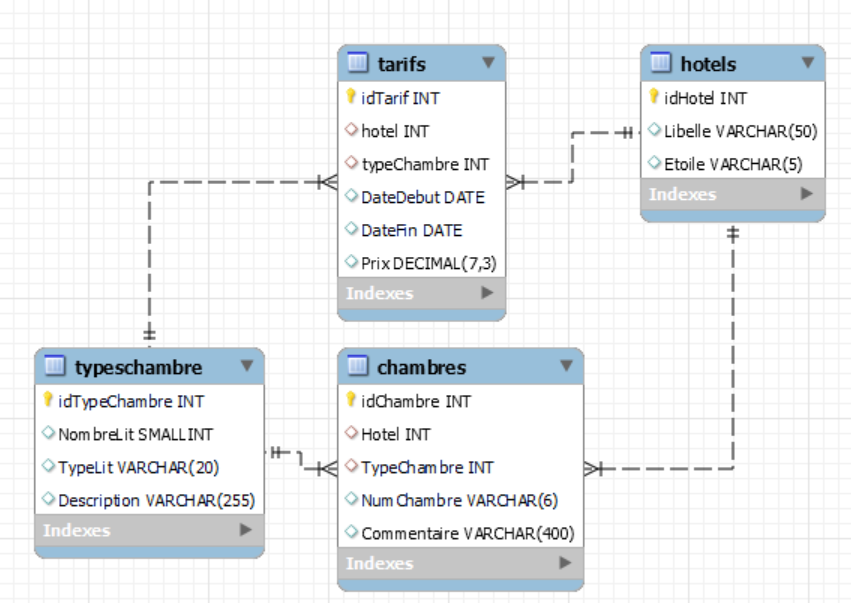 tarifs
idTarif INT
hotel INT
typeChambre INT
DateDebut DATE
DateFin DATE
Prix DECIMAL(7,3)
Indexes
hotels
idHotel INT
Libelle VARCHAR(50)
Etoile VARCHAR(5)
Indexes
typeschambre
idTypeChambre INT
NombreLit SMALLINT
TypeLit VARCHAR(20)
Description VARCHAR(255)
Indexes
chambres
idChambre INT
Hotel INT
TypeChambre INT
NumChambre VARCHAR(6)
Commentaire VARCHAR(400)
Indexes